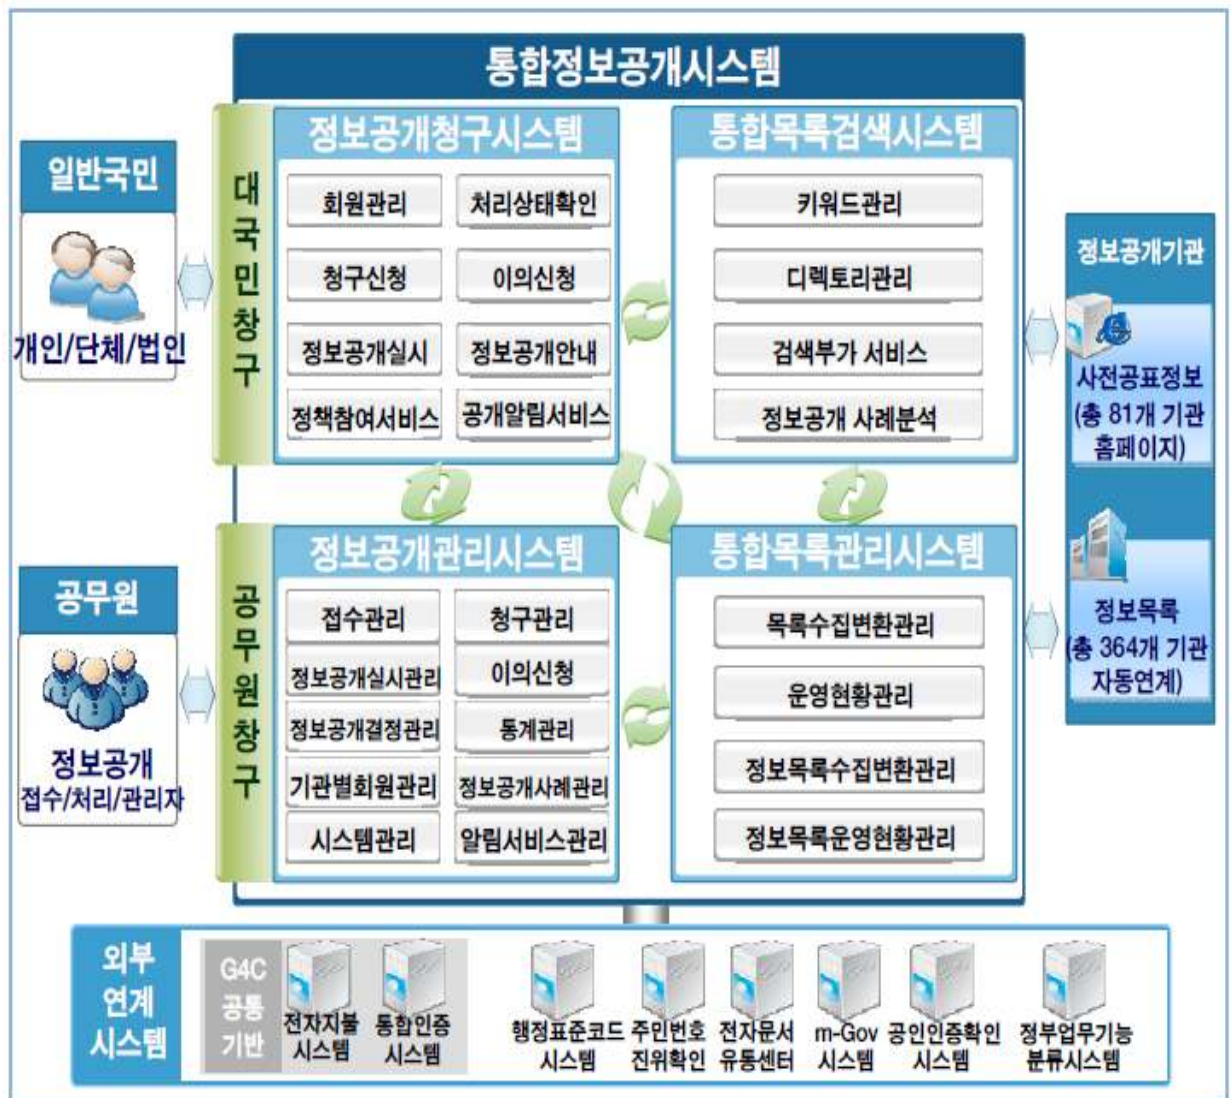 통합정보공개시스템
일반국민
개인/단체/법인
대
국
민
창
구
정보공개청구시스템
회원관리
처리상태확인
청구신청
이의신청
정보공개실시
정보공개안내
정책참여서비스
공개알림서비스
통합목록검색시스템
키워드관리
디렉토리관리
검색부가 서비스
정보공개 사례분석
정보공개기관
사전공표정보
(총 81개 기관
홈페이지)
정보목록
(총 364개 기관
자동연계)
공무원
정보공개
접수/처리/관리자
공
무
원
창
구
정보공개관리시스템
접수관리
청구관리
정보공개실시관리
이의신청
정보공개결정관리
통계관리
기관별회원관리
정보공개사례관리
시스템관리
알림서비스관리
통합목록관리시스템
목록수집변환관리
운영현황관리
정보목록수집변환관리
정보목록운영현황관리
외부
연계
시스템
G4C
공통
기반
전자지불
시스템
통합인증
시스템
행정표준코드
시스템
주민번호
진위확인
전자문서
유통센터
m-Gov
시스템
공인인증확인
시스템
정부업무기능
분류시스템